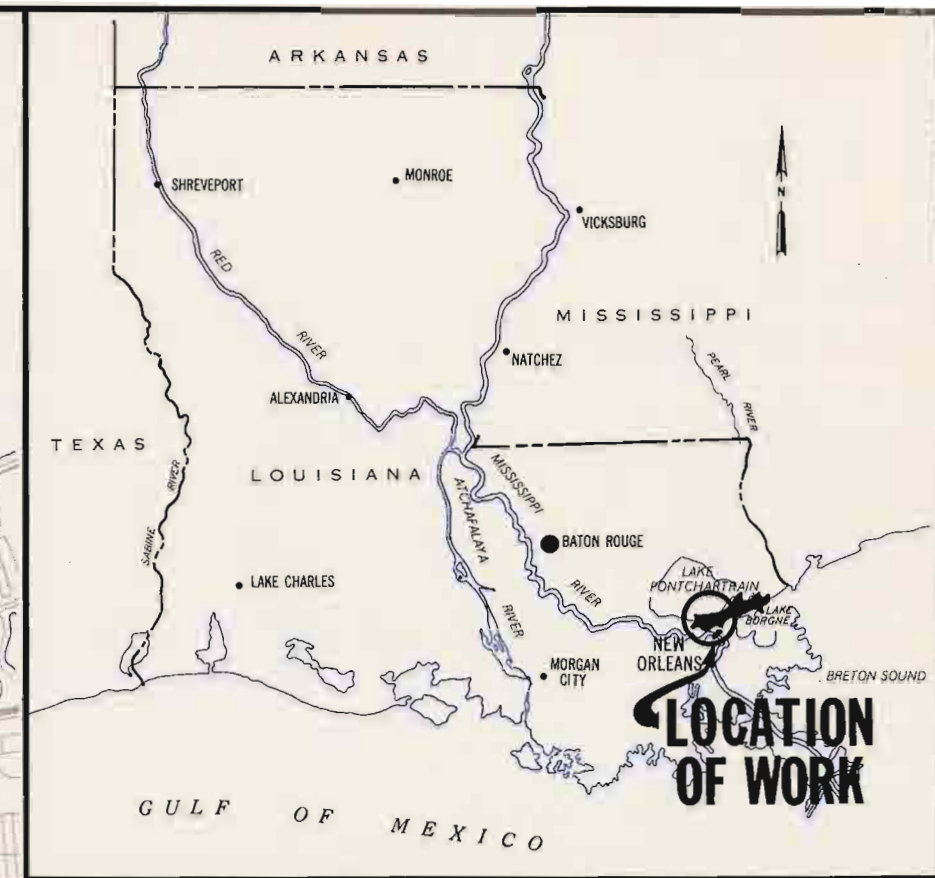 ARKANSAS
SHREVEPORT
MONROE
VICKSBURG
N
RED
RIVER
MISSISSIPPI
NATCHEZ
PEARL
RIVER
ALEXANDRIA
TEXAS
LOUISIANA
SABINE
RIVER
MISSISSIPPI
ATCHAFALAYA
BATON ROUGE
LAKE CHARLES
RIVER
RIVER
LAKE
PONTCHARTRAIN
LAKE
BORGNE
NEW
ORLEANS
MORGAN
CITY
BRETON SOUND
LOCATION
OF WORK
GULF OF MEXICO